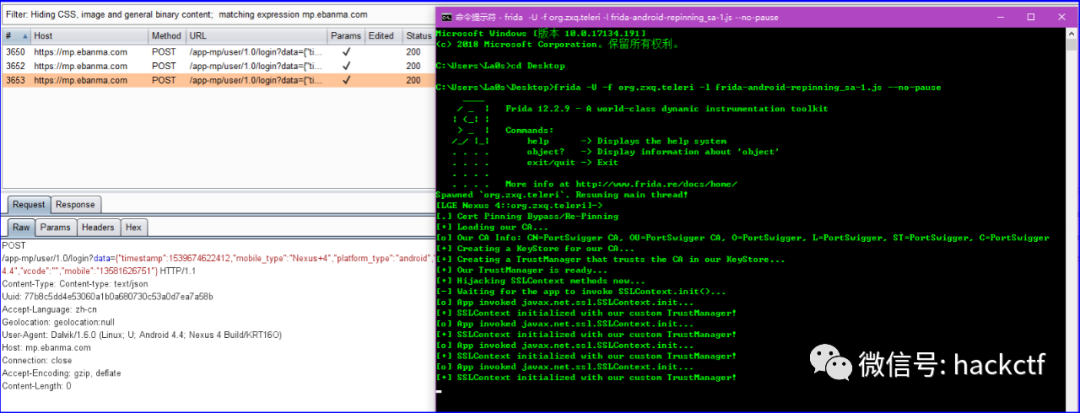 Filter: Hiding CSS, image and general binary content; matching expression mp.ebanma.com
# Host Method URL Params Edited Status
3650 https://mp.ebanma.com POST /app-mp/user/1.0/login?data={"ti... ✓ 200
3652 https://mp.ebanma.com POST /app-mp/user/1.0/login?data={"ti... ✓ 200
3653 https://mp.ebanma.com POST /app-mp/user/1.0/login?data={"ti... ✓ 200
Request Response
Raw Params Headers Hex
POST
/app-mp/user/1.0/login?data={"timestamp":1539674622412,"mobile_type":"Nexus+4","platform_type":"android",
4.4","vcode":"","mobile":"13581626751"} HTTP/1.1
Content-Type: Content-type: text/json
Uuid: 77b8c5dd4e53060a1b0a680730c53a0d7ea7a58b
Accept-Language: zh-cn
Geolocation: geolocation:null
User-Agent: Dalvik/1.6.0 (Linux; U; Android 4.4; Nexus 4 Build/KRT16O)
Host: mp.ebanma.com
Connection: close
Accept-Encoding: gzip, deflate
Content-Length: 0
命令提示符 - frida -U -f org.zxq.teleri -l frida-android-repinning_sa-1.js --no-pause
Microsoft Windows [版本 10.0.17134.191]
(c) 2018 Microsoft Corporation。保留所有权利。
C:\Users\La0s>cd Desktop
C:\Users\La0s\Desktop>frida -U -f org.zxq.teleri -l frida-android-repinning_sa-1.js --no-pause
____
/ _ | Frida 12.2.9 - A world-class dynamic instrumentation toolkit
| (_| |
> _ | Commands:
/_/ |_| help -> Displays the help system
. . . . object? -> Display information about 'object'
. . . . exit/quit -> Exit
. . . .
. . . . More info at http://www.frida.re/docs/home/
Spawned `org.zxq.teleri`. Resuming main thread!
[LGE Nexus 4::org.zxq.teleri]->
[.] Cert Pinning Bypass/Re-Pinning
[+] Loading our CA...
[o] Our CA Info: CN=PortSwigger CA, OU=PortSwigger CA, O=PortSwigger, L=PortSwigger, ST=PortSwigger, C=PortSwigger
[+] Creating a KeyStore for our CA...
[+] Creating a TrustManager that trusts the CA in our KeyStore...
[+] Our TrustManager is ready...
[+] Hijacking SSLContext methods now...
[-] Waiting for the app to invoke SSLContext.init()...
[o] App invoked javax.net.ssl.SSLContext.init...
[+] SSLContext initialized with our custom TrustManager!
[o] App invoked javax.net.ssl.SSLContext.init...
[+] SSLContext initialized with our custom TrustManager!
[o] App invoked javax.net.ssl.SSLContext.init...
[+] SSLContext initialized with our custom TrustManager!
[o] App invoked javax.net.ssl.SSLContext.init...
[+] SSLContext initialized with our custom TrustManager!
微信号: hackctf